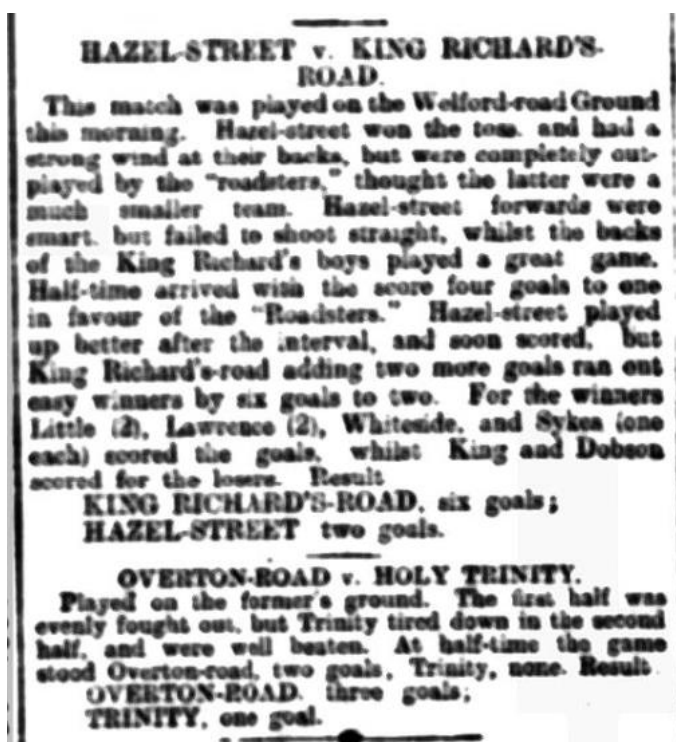 HAZEL-STREET v. KING RICHARD'S-
ROAD.
This match was played on the Welford-road Ground
this morning. Hazel-street won the toss, and had a
strong wind at their backs, but were completely out-
played by the "roadsters," thought the latter were a
much smaller team. Hazel-street forwards were
smart, but failed to shoot straight, whilst the backs
of the King Richard's boys played a great game.
Half-time arrived with the score four goals to one
in favour of the "Roadsters." Hazel-street played
up better after the interval, and soon scored, but
King Richard's-road adding two more goals ran out
easy winners by six goals to two. For the winners
Little (2), Lawrence (2), Whiteside, and Sykes (one
each) scored the goals, whilst King and Dobson
scored for the losers. Result
KING RICHARD'S-ROAD, six goals;
HAZEL-STREET two goals.
OVERTON-ROAD v. HOLY TRINITY.
Played on the former's ground. The first half was
evenly fought out, but Trinity tired down in the second
half, and were well beaten. At half-time the game
stood Overton-road, two goals, Trinity, none. Result
OVERTON-ROAD, three goals;
TRINITY, one goal.